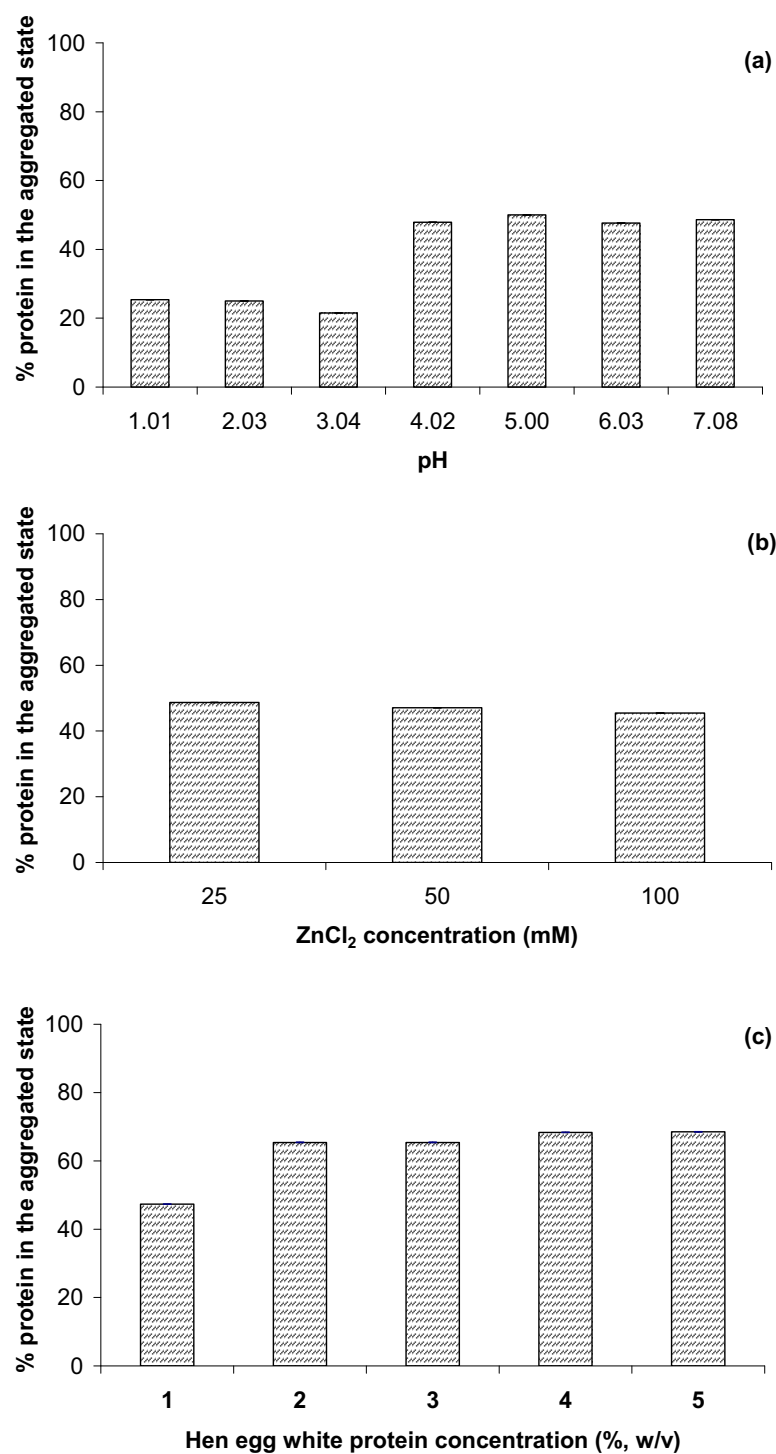 (a)
% protein in the aggregated state
100
80
60
40
20
0
1.01 2.03 3.04 4.02 5.00 6.03 7.08
pH
(b)
% protein in the aggregated state
100
80
60
40
20
0
25 50 100
ZnCl₂ concentration (mM)
(c)
% protein in the aggregated state
100
80
60
40
20
0
1 2 3 4 5
Hen egg white protein concentration (%, w/v)